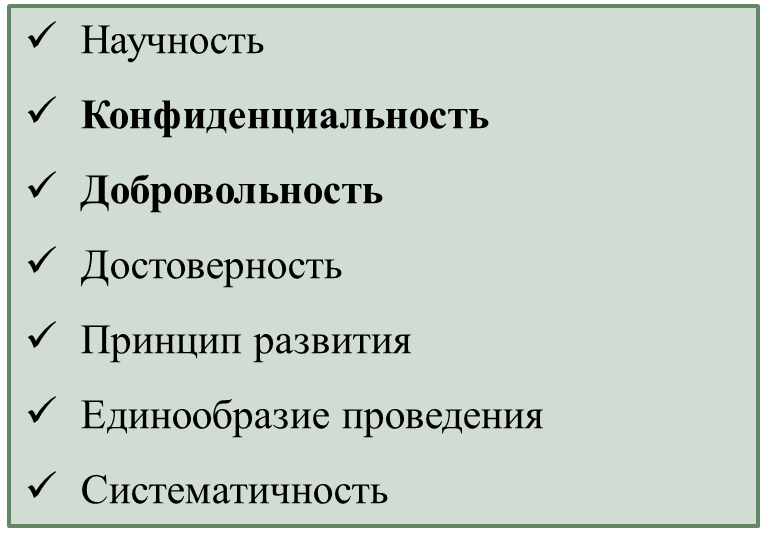 ✓ Научность
✓ Конфиденциальность
✓ Добровольность
✓ Достоверность
✓ Принцип развития
✓ Единообразие проведения
✓ Систематичность